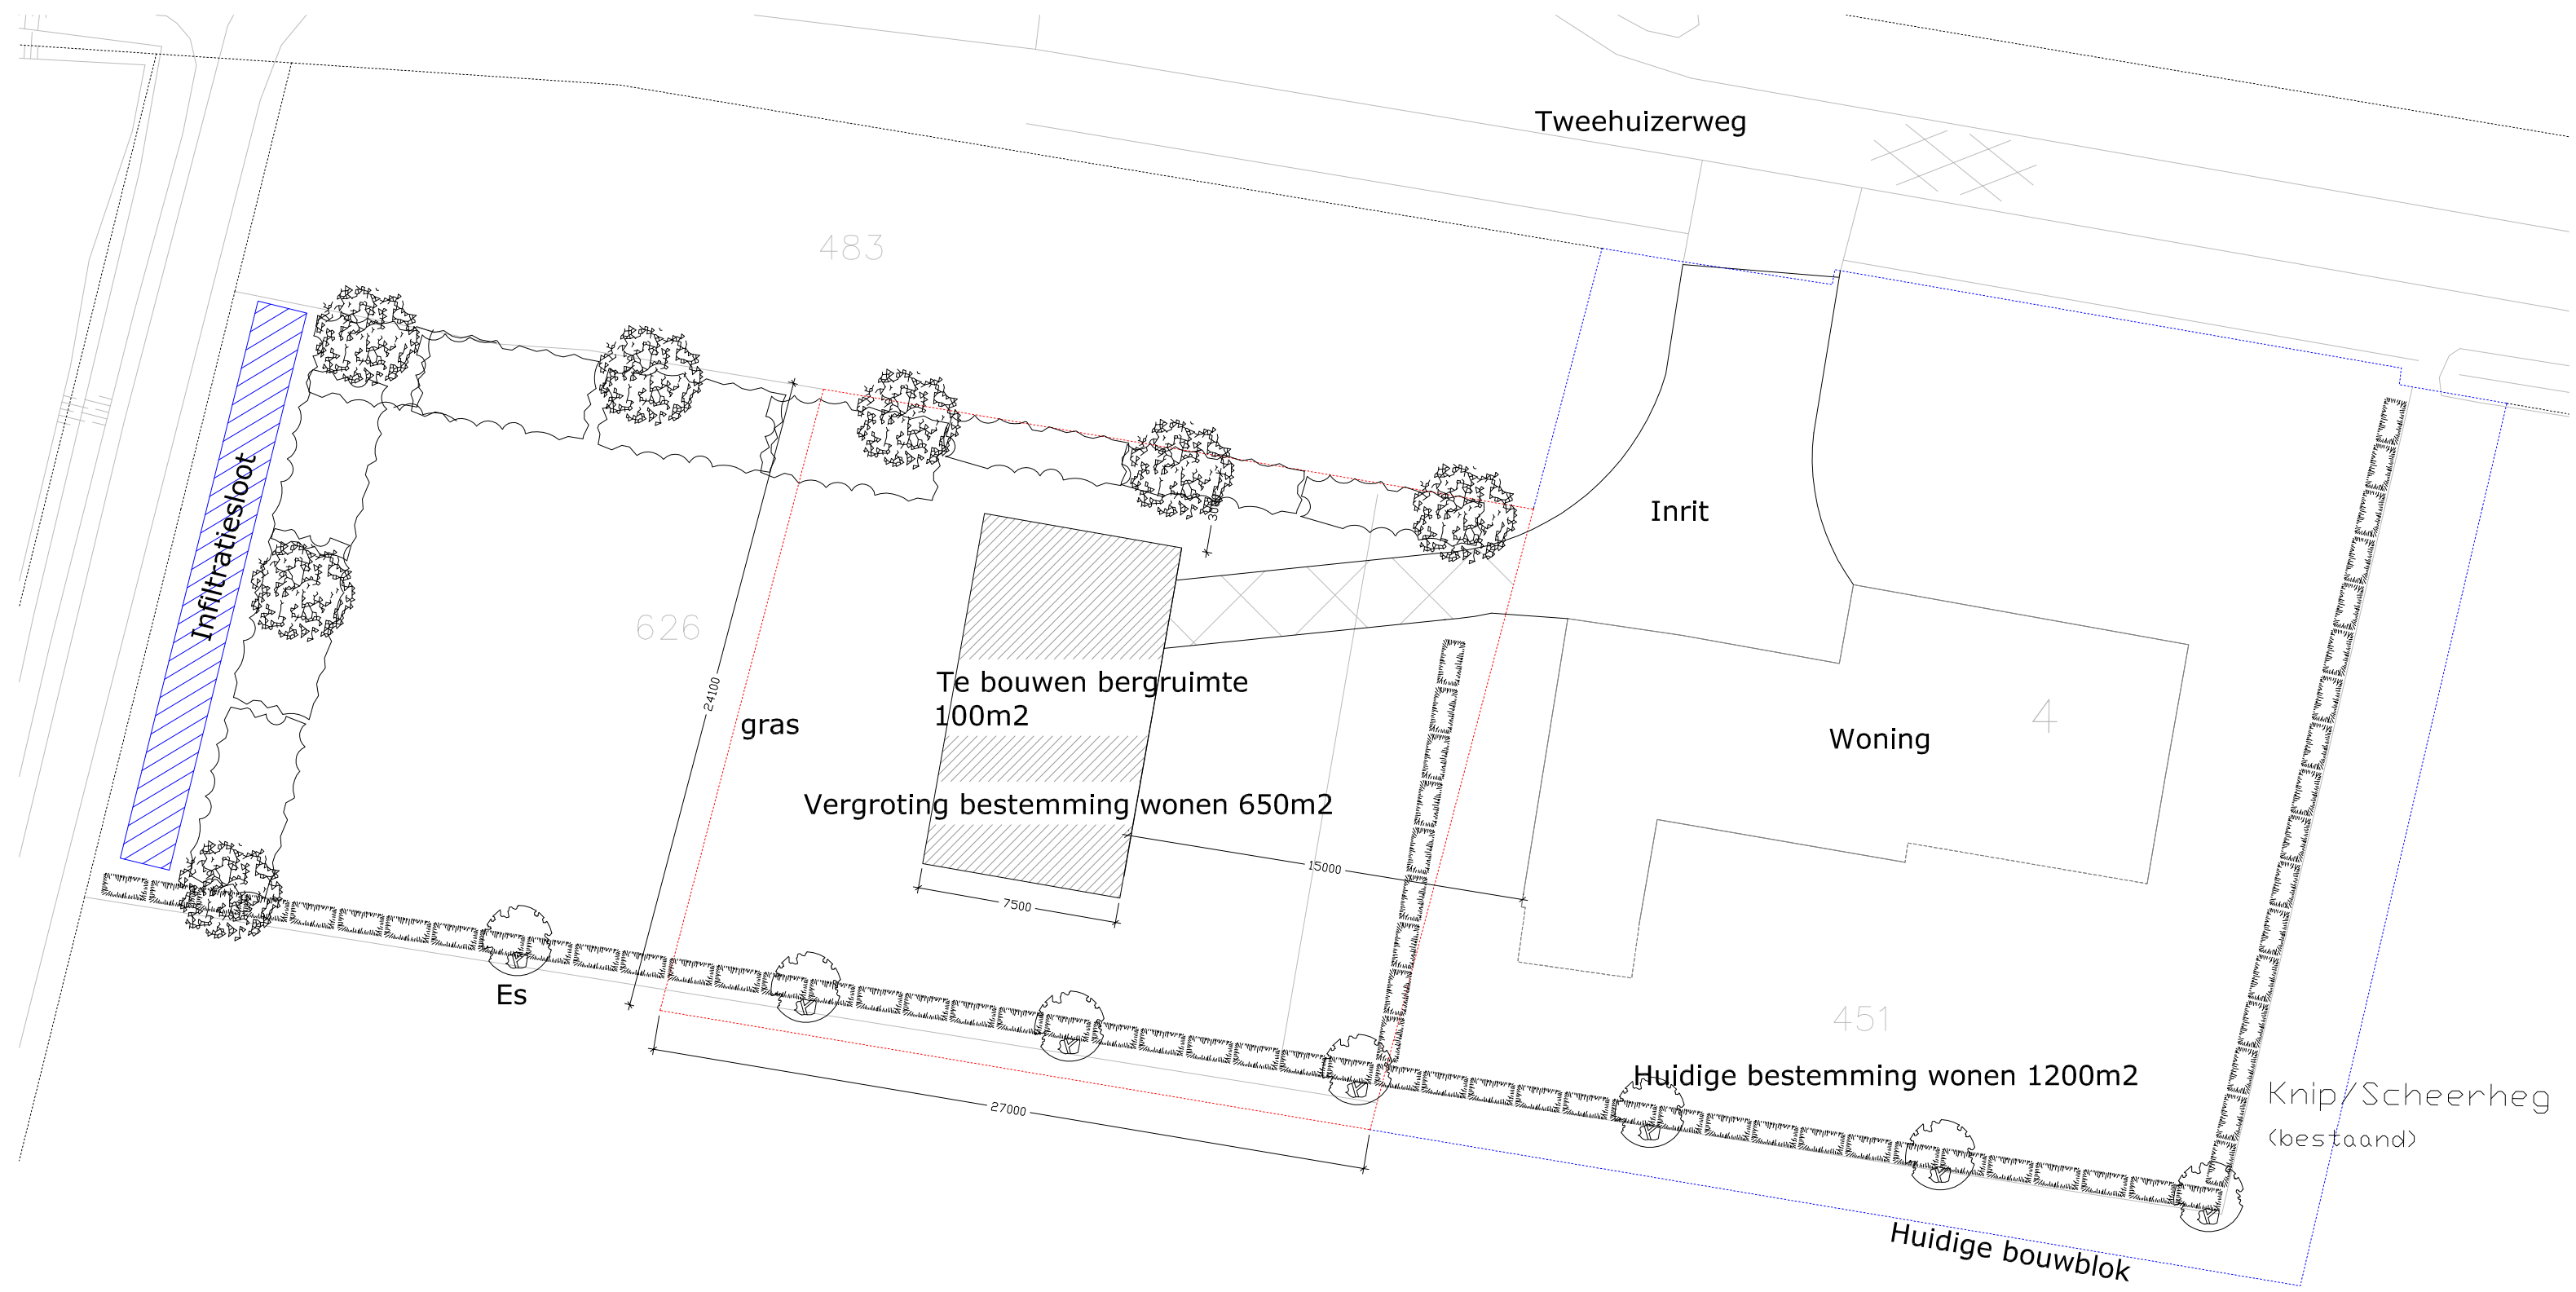 Tweehuizerweg
483
Inrit
3000
Infiltratiesloot
626
Te bouwen bergruimte
100m2
24100
gras
4
Woning
Vergroting bestemming wonen 650m2
15000
7500
Es
451
Huidige bestemming wonen 1200m2
Knip/Scheerheg
(bestaand)
27000
Huidige bouwblok